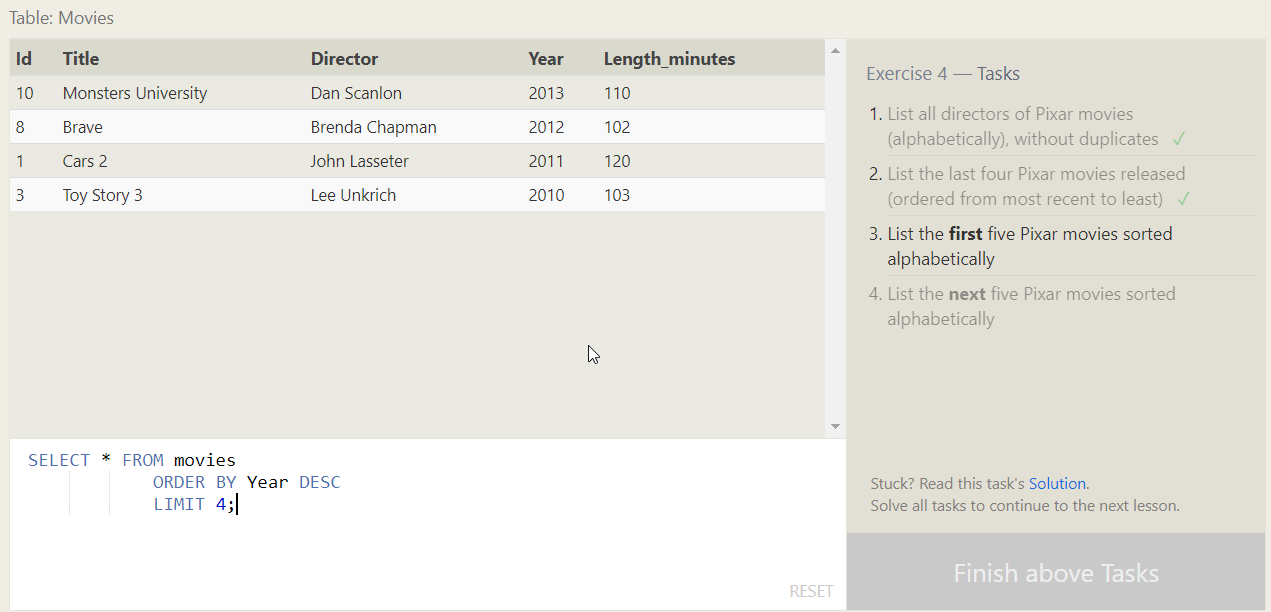 Table: Movies
Id Title Director Year Length_minutes
10 Monsters University Dan Scanlon 2013 110
8 Brave Brenda Chapman 2012 102
1 Cars 2 John Lasseter 2011 120
3 Toy Story 3 Lee Unkrich 2010 103
SELECT * FROM movies
ORDER BY Year DESC
LIMIT 4;
RESET
Exercise 4 — Tasks
1. List all directors of Pixar movies
(alphabetically), without duplicates ✓
2. List the last four Pixar movies released
(ordered from most recent to least) ✓
3. List the first five Pixar movies sorted
alphabetically
4. List the next five Pixar movies sorted
alphabetically
Stuck? Read this task's Solution.
Solve all tasks to continue to the next lesson.
Finish above Tasks